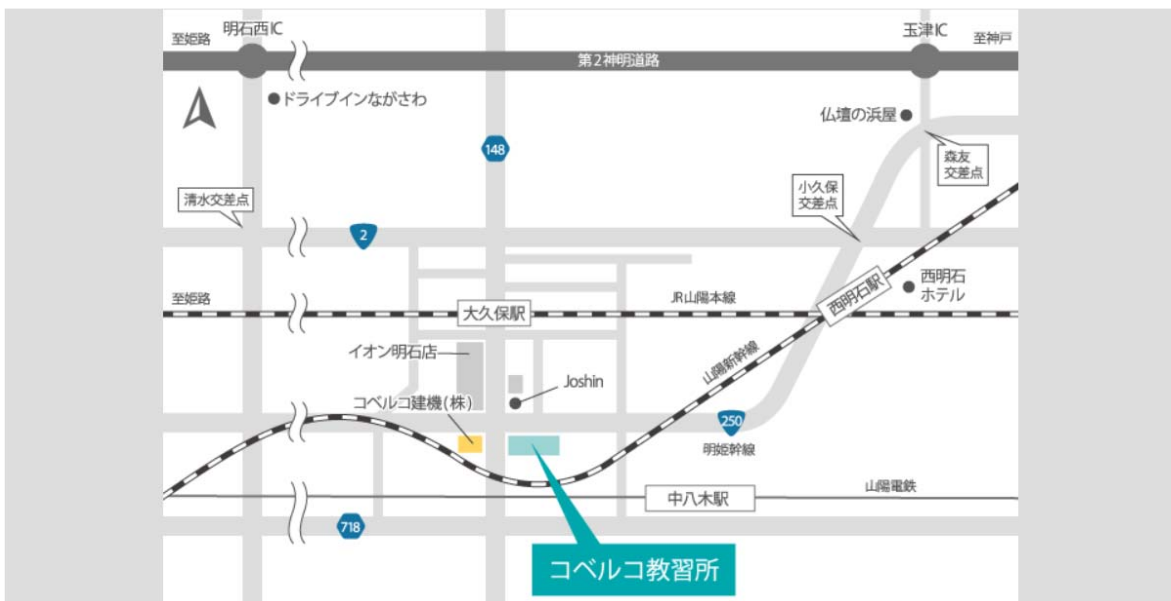 明石西IC
玉津IC
至姫路
第2神明道路
至神戸
ドライブインながさわ
仏壇の浜屋
148
森友
交差点
清水交差点
小久保
交差点
2
西明石駅
西明石
ホテル
至姫路
大久保駅
JR山陽本線
イオン明石店
山陽新幹線
Joshin
コベルコ建機(株)
250
明姫幹線
山陽電鉄
中八木駅
718
コベルコ教習所